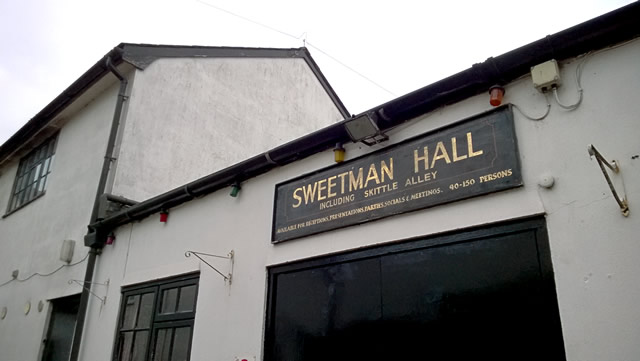 SWEETMAN HALL
INCLUDING SKITTLE ALLEY
AVAILABLE FOR RECEPTIONS, PRESENTATIONS, PARTIES, SOCIALS & MEETINGS. 40-150 PERSONS